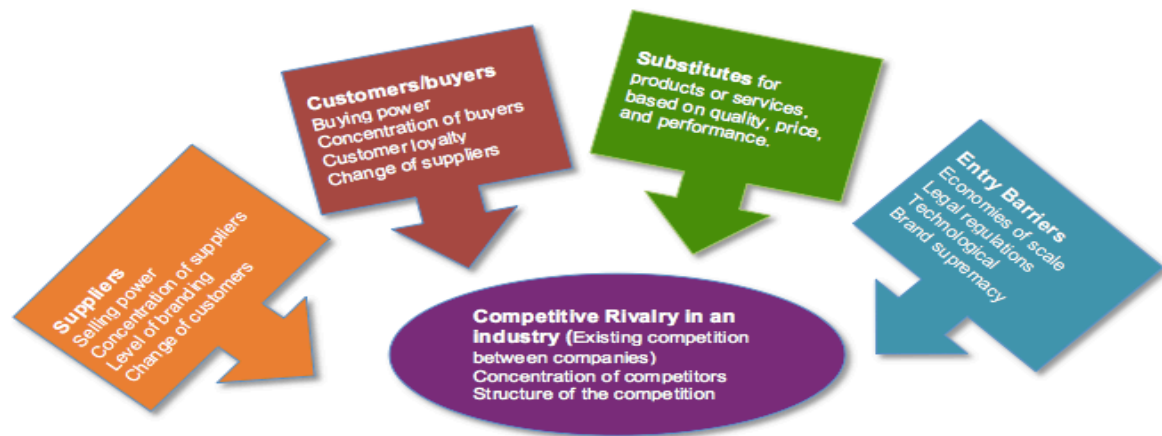 Suppliers
Selling power
Concentration of suppliers
Level of branding
Change of customers
Customers/buyers
Buying power
Concentration of buyers
Customer loyalty
Change of suppliers
Substitutes for
products or services,
based on quality, price,
and performance.
Entry Barriers
Economies of scale
Legal regulations
Technological
Brand supremacy
Competitive Rivalry in an
industry (Existing competition
between companies)
Concentration of competitors
Structure of the competition